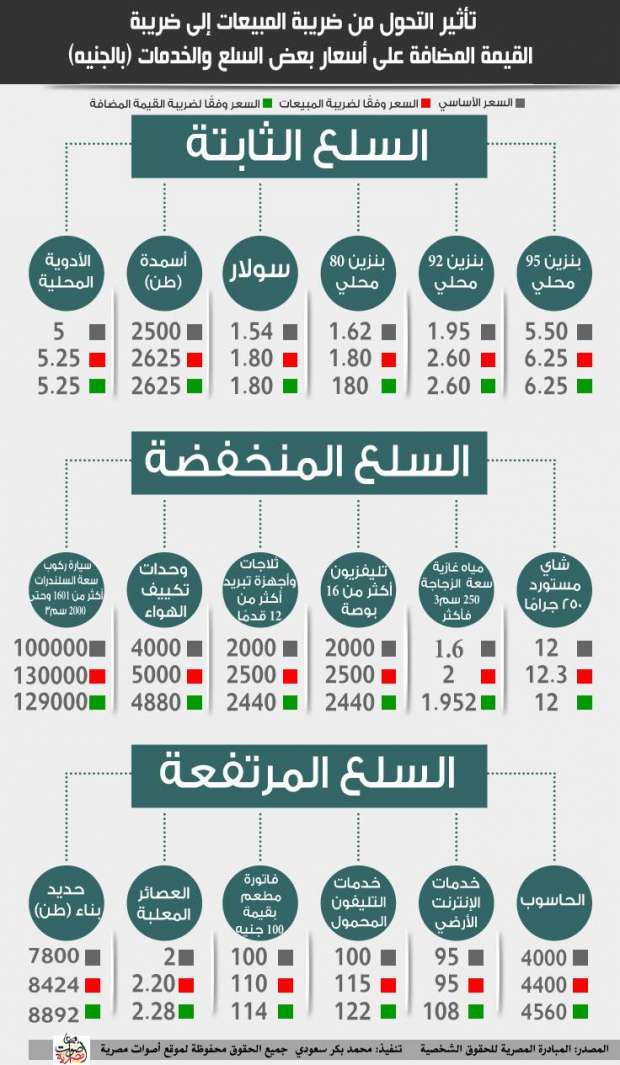 تأثير التحول من ضريبة المبيعات إلى ضريبة
القيمة المضافة على أسعار بعض السلع والخدمات (بالجنيه)
السعر الأساسي السعر وفقًا لضريبة المبيعات السعر وفقًا لضريبة القيمة المضافة
السلع الثابتة
بنزين 95
محلي
5.50
6.25
6.25
بنزين 92
محلي
1.95
2.60
2.60
بنزين 80
محلي
1.62
1.80
180
سولار
1.54
1.80
1.80
أسمدة
(طن)
2500
2625
2625
الأدوية
المحلية
5
5.25
5.25
السلع المنخفضة
شاي
مستورد
٢٥٠ جرامًا
12
12.3
12
مياه غازية
سعة الزجاجة
250 سم3
فأكثر
1.6
2
1.952
تليفزيون
أكثر من 16
بوصة
2000
2500
2440
ثلاجات
وأجهزة تبريد
أكثر من
12 قدمًا
2000
2500
2440
وحدات
تكييف
الهواء
4000
5000
4880
سيارة ركوب
سعة السلندرات
أكثر من 1601 وحتى
2000 سم٣
100000
130000
129000
السلع المرتفعة
الحاسوب
4000
4400
4560
خدمات
الإنترنت
الأرضي
95
95
108
خدمات
التليفون
المحمول
100
115
122
فاتورة
مطعم
بقيمة
100 جنيه
100
110
114
العصائر
المعلبة
2
2.20
2.28
حديد
بناء (طن)
7800
8424
8892
المصدر: المبادرة المصرية للحقوق الشخصية تنفيذ: محمد بكر سعودي جميع الحقوق محفوظة لموقع أصوات مصرية
أصوات مصرية